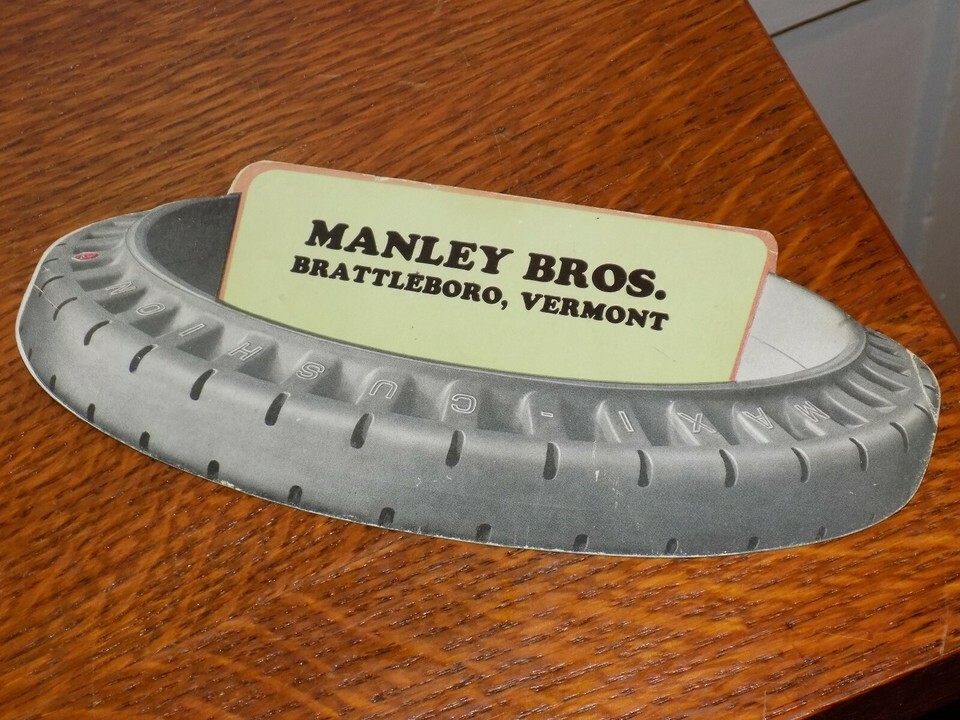 MANLEY BROS.
BRATTLEBORO, VERMONT
MAXI-CUSHION